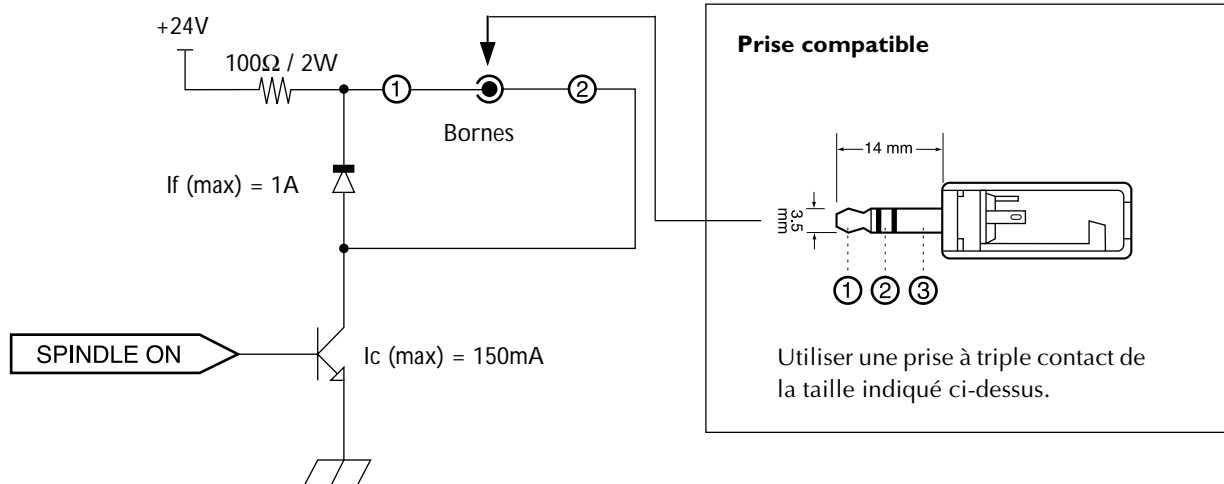 +24V
100Ω / 2W
①
②
Bornes
If (max) = 1A
SPINDLE ON
Ic (max) = 150mA
Prise compatible
14 mm
3.5
mm
① ② ③
Utiliser une prise à triple contact de
la taille indiqué ci-dessus.